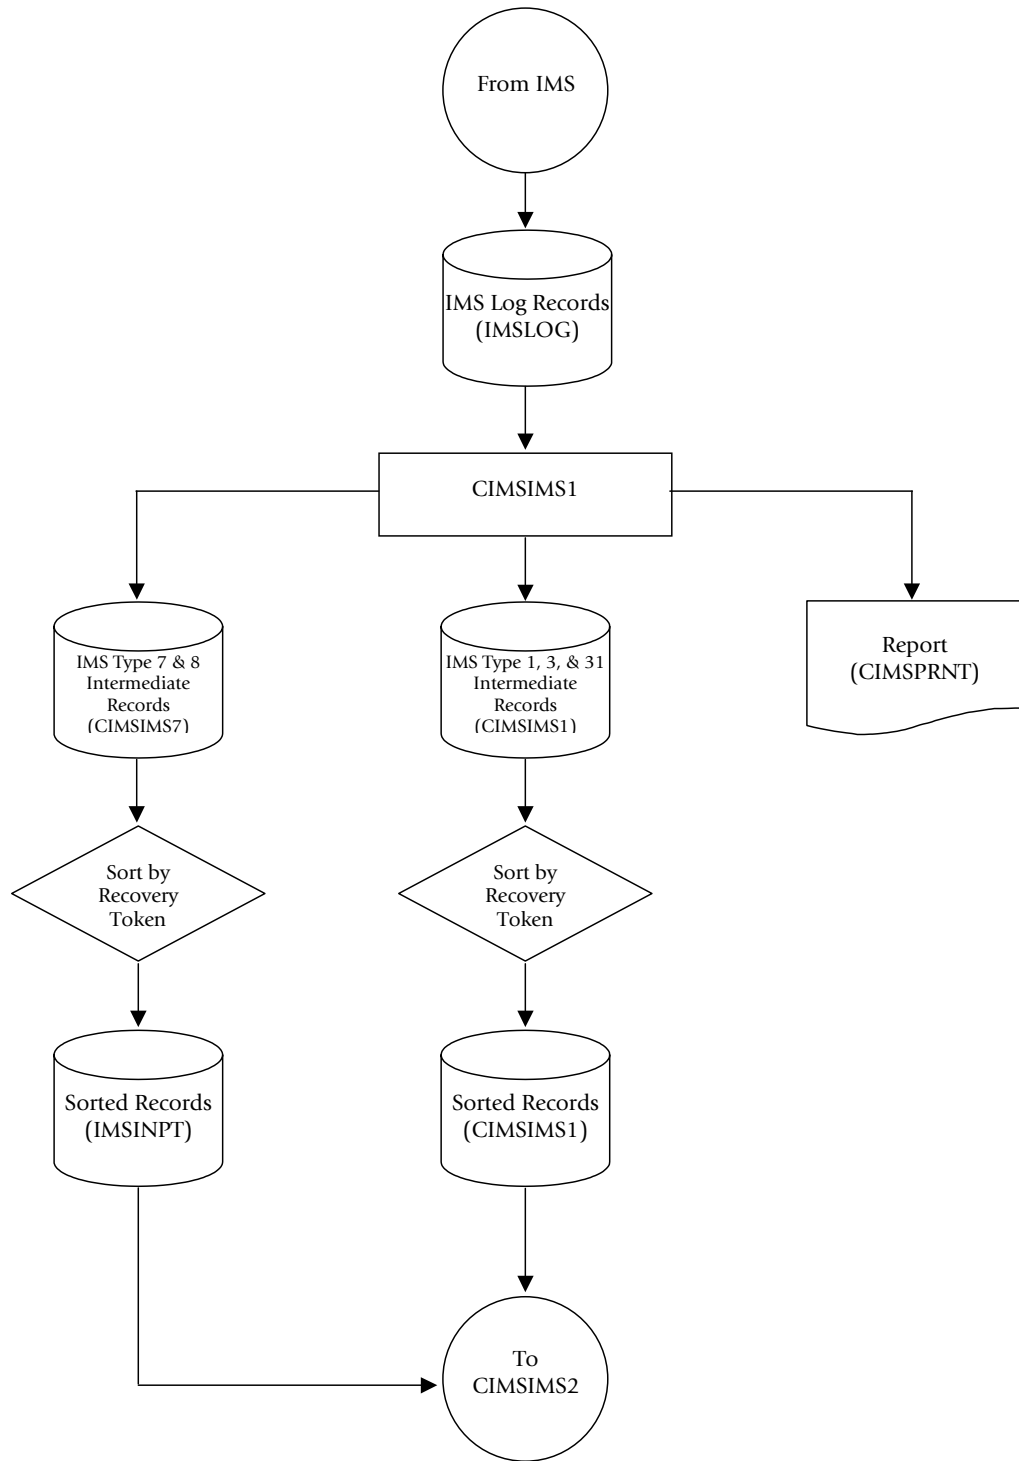 From IMS
IMS Log Records
(IMSLOG)
CIMSIMS1
IMS Type 7 & 8
Intermediate
Records
(CIMSIMS7)
IMS Type 1, 3, & 31
Intermediate
Records
(CIMSIMS1)
Report
(CIMSPRNT)
Sort by
Recovery
Token
Sort by
Recovery
Token
Sorted Records
(IMSINPT)
Sorted Records
(CIMSIMS1)
To
CIMSIMS2